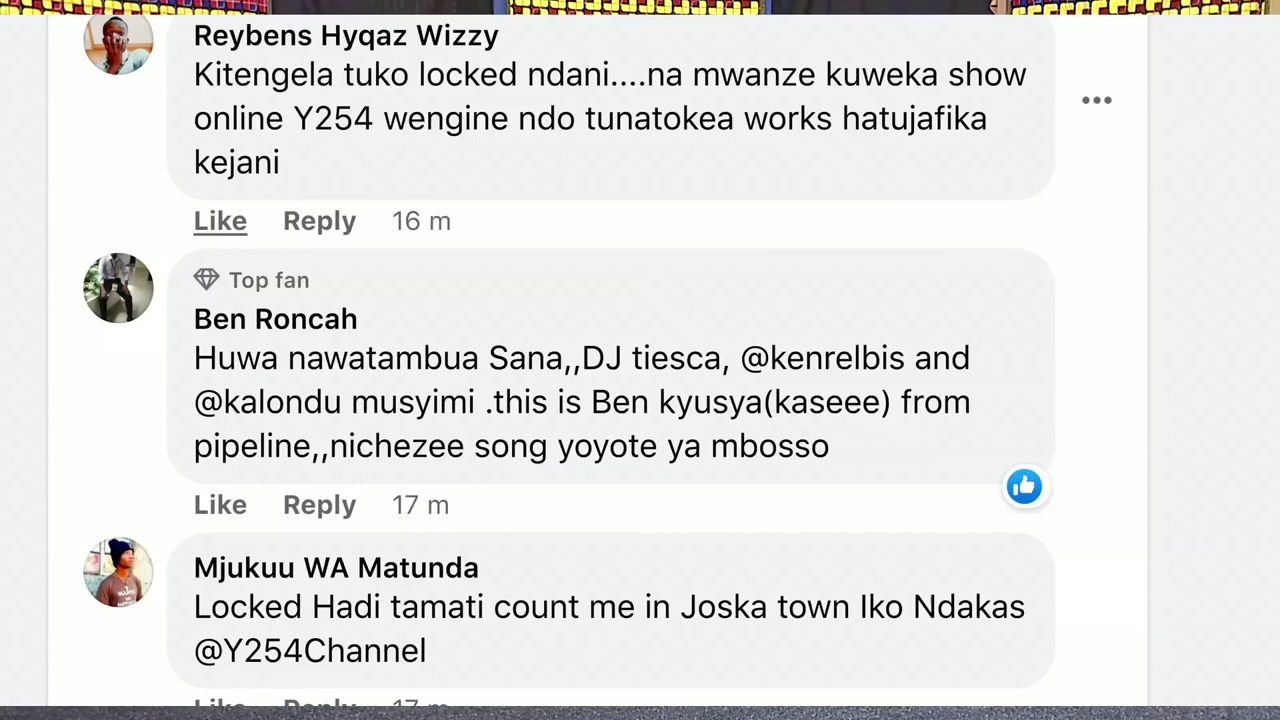 Reybens Hyqaz Wizzy
Kitengela tuko locked ndani....na mwanze kuweka show
online Y254 wengine ndo tunatokea works hatujafika
kejani
Like Reply 16 m
Top fan
Ben Roncah
Huwa nawatambua Sana,,DJ tiesca, @kenrelbis and
@kalondu musyimi .this is Ben kyusya(kaseee) from
pipeline,,nichezee song yoyote ya mbosso
Like Reply 17 m
Mjukuu WA Matunda
Locked Hadi tamati count me in Joska town Iko Ndakas
@Y254Channel
Like Reply 17 m